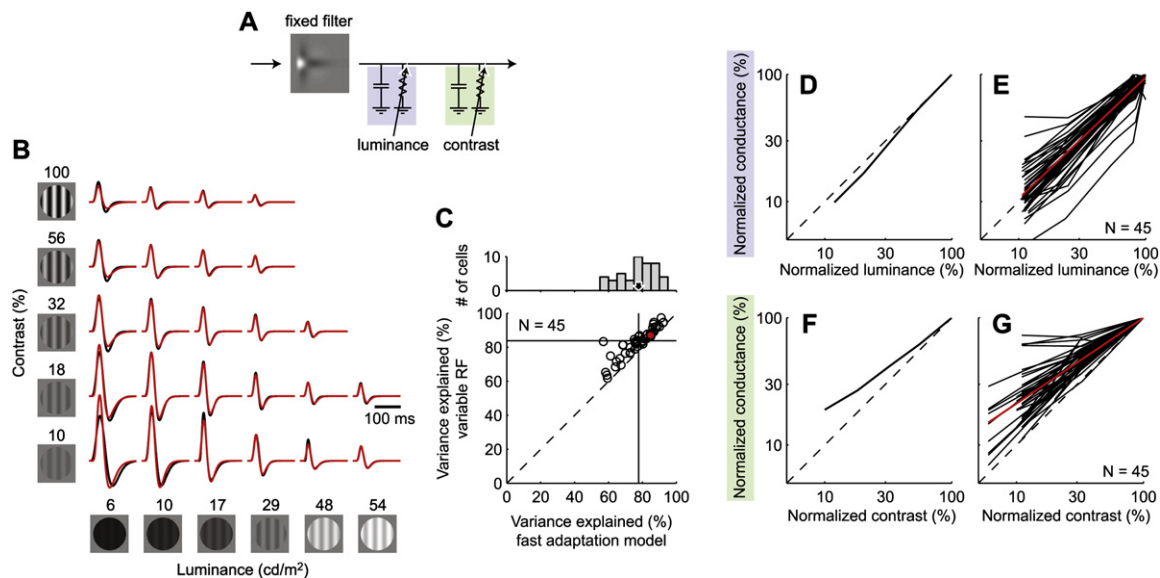 A
fixed filter
luminance
contrast
B
Contrast (%)
100
56
32
18
10
100 ms
6 10 17 29 48 54
Luminance (cd/m²)
C
# of cells
10
0
Variance explained (%)
variable RF
100
80
60
40
20
0
N = 45
0 20 40 60 80 100
Variance explained (%)
fast adaptation model
D
Normalized conductance (%)
100
30
10
10 30 100
Normalized luminance (%)
E
N = 45
10 30 100
Normalized luminance (%)
F
Normalized conductance (%)
100
30
10
10 30 100
Normalized contrast (%)
G
N = 45
10 30 100
Normalized contrast (%)